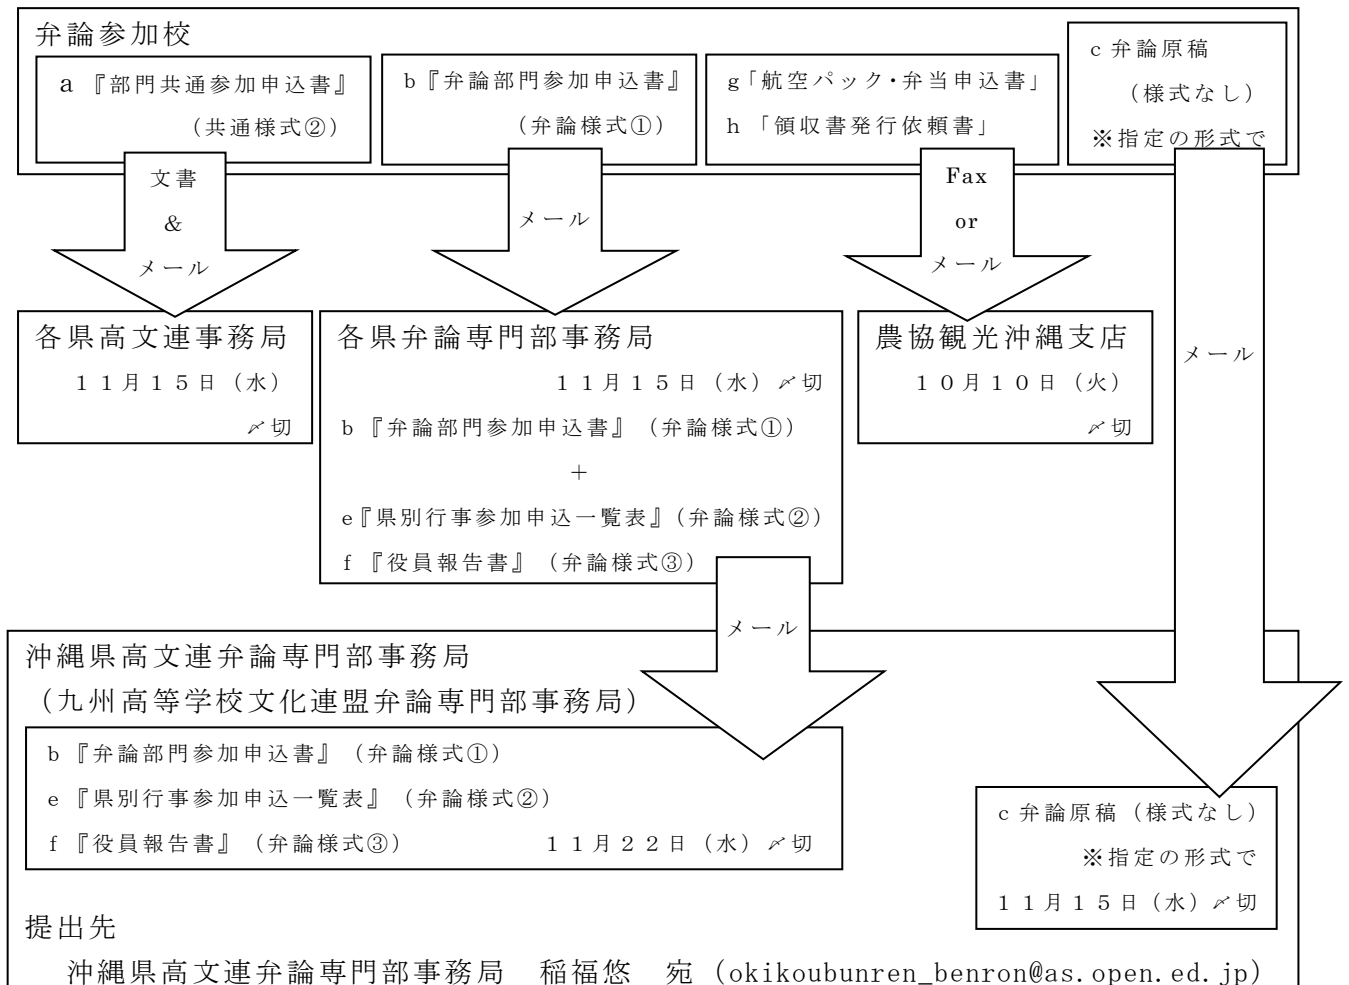 弁論参加校
a 『部門共通参加申込書』
（共通様式②）
b『弁論部門参加申込書』
（弁論様式①）
g「航空パック・弁当申込書」
h 「領収書発行依頼書」
c 弁論原稿
（様式なし）
※指定の形式で
文書
&
メール
メール
Fax
or
メール
メール
各県高文連事務局
１１月１５日（水）
〆切
各県弁論専門部事務局
１１月１５日（水）〆切
b 『弁論部門参加申込書』（弁論様式①）
＋
e『県別行事参加申込一覧表』（弁論様式②）
f 『役員報告書』（弁論様式③）
農協観光沖縄支店
１０月１０日（火）
〆切
メール
沖縄県高文連弁論専門部事務局
（九州高等学校文化連盟弁論専門部事務局）
b 『弁論部門参加申込書』（弁論様式①）
e 『県別行事参加申込一覧表』（弁論様式②）
f 『役員報告書』（弁論様式③）　　　１１月２２日（水）〆切
c 弁論原稿（様式なし）
※指定の形式で
１１月１５日（水）〆切
提出先
沖縄県高文連弁論専門部事務局　稲福悠　宛（okikoubunren_benron@as.open.ed.jp）